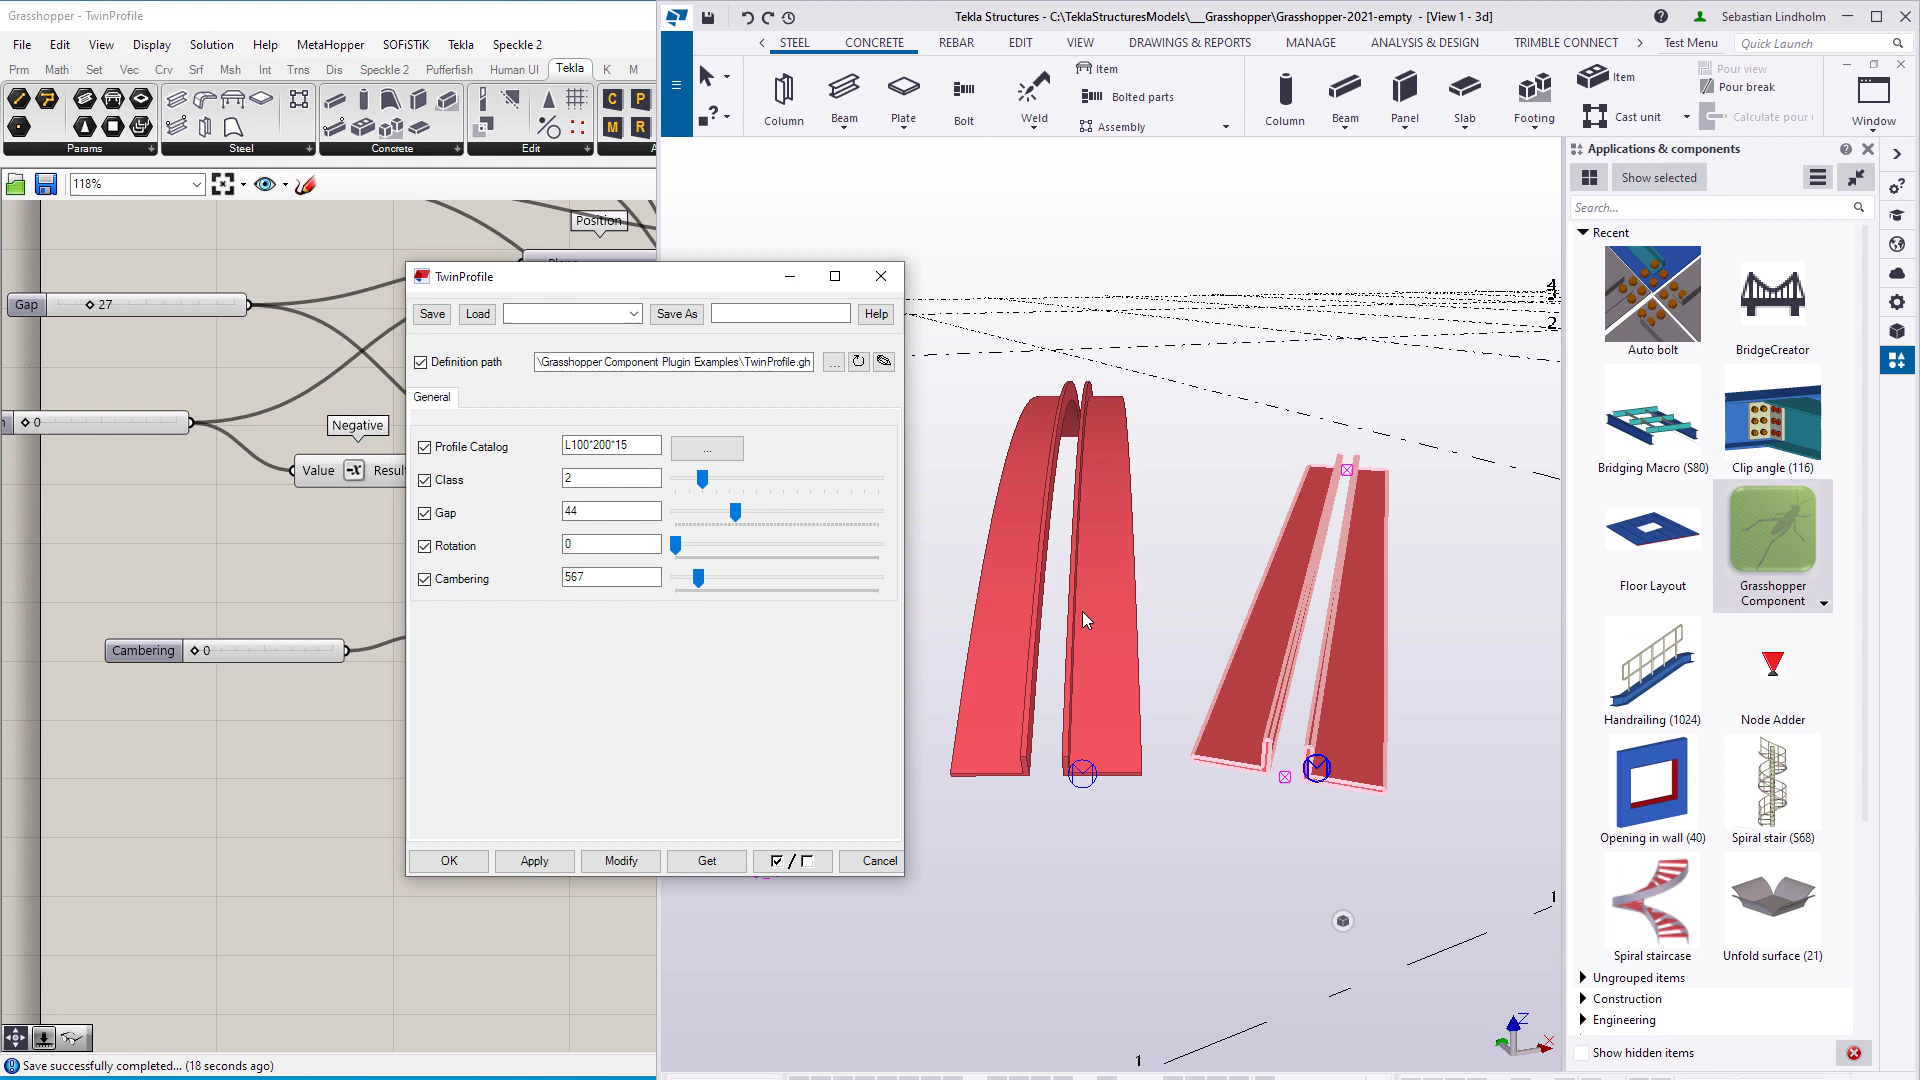 Grasshopper - TwinProfile
File Edit View Display Solution Help MetaHopper SOFiSTiK Tekla Speckle 2
Prm Math Set Vec Crv Srf Msh Int Trns Dis Speckle 2 Pufferfish Human UI Tekla K M
C P
M R
Params Steel Concrete Edit
118%
Position
Gap 27
0
Negative
Value -X
Cambering 0
Save successfully completed... (18 seconds ago)
TwinProfile
Save Load Save As Help
Definition path \Grasshopper Component Plugin Examples\TwinProfile.gh ...
General
Profile Catalog L100*200*15 ...
Class 2
Gap 44
Rotation 0
Cambering 567
OK Apply Modify Get / Cancel
Tekla Structures - C:\TeklaStructuresModels\___Grasshopper\Grasshopper-2021-empty - [View 1 - 3d]
Sebastian Lindholm
STEEL CONCRETE REBAR EDIT VIEW DRAWINGS & REPORTS MANAGE ANALYSIS & DESIGN TRIMBLE CONNECT Test Menu Quick Launch
Column Beam Plate Bolt Weld
Item
Bolted parts
Assembly
Column Beam Panel Slab Footing
Item
Cast unit
Pour view
Pour break
Calculate pour
Window
4
2
1
1
Z
X
Applications & components
Show selected
Search...
Recent
Auto bolt BridgeCreator
Bridging Macro (S80) Clip angle (116)
Floor Layout Grasshopper Component
Handrailing (1024) Node Adder
Opening in wall (40) Spiral stair (S68)
Spiral staircase Unfold surface (21)
Ungrouped items
Construction
Engineering
Show hidden items